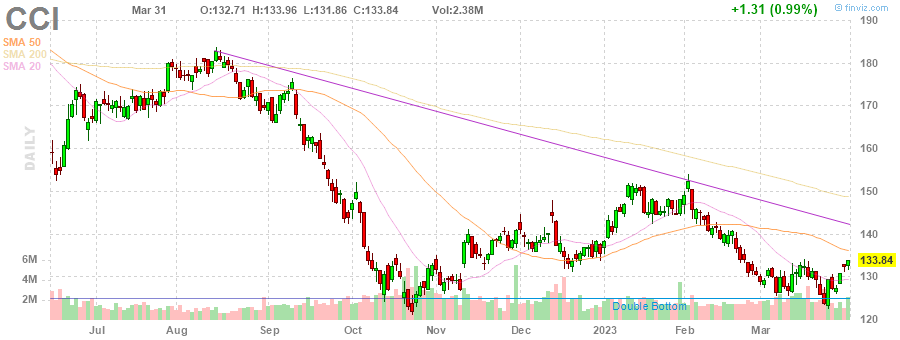 CCI Mar 31 O:132.71 H:133.96 L:131.86 C:133.84 Vol:2.38M +1.31 (0.99%) @ finviz.com
SMA 50
SMA 200
SMA 20
DAILY
190
180
170
160
150
140
133.84
130
120
6M
4M
2M
Double Bottom
Jul Aug Sep Oct Nov Dec 2023 Feb Mar